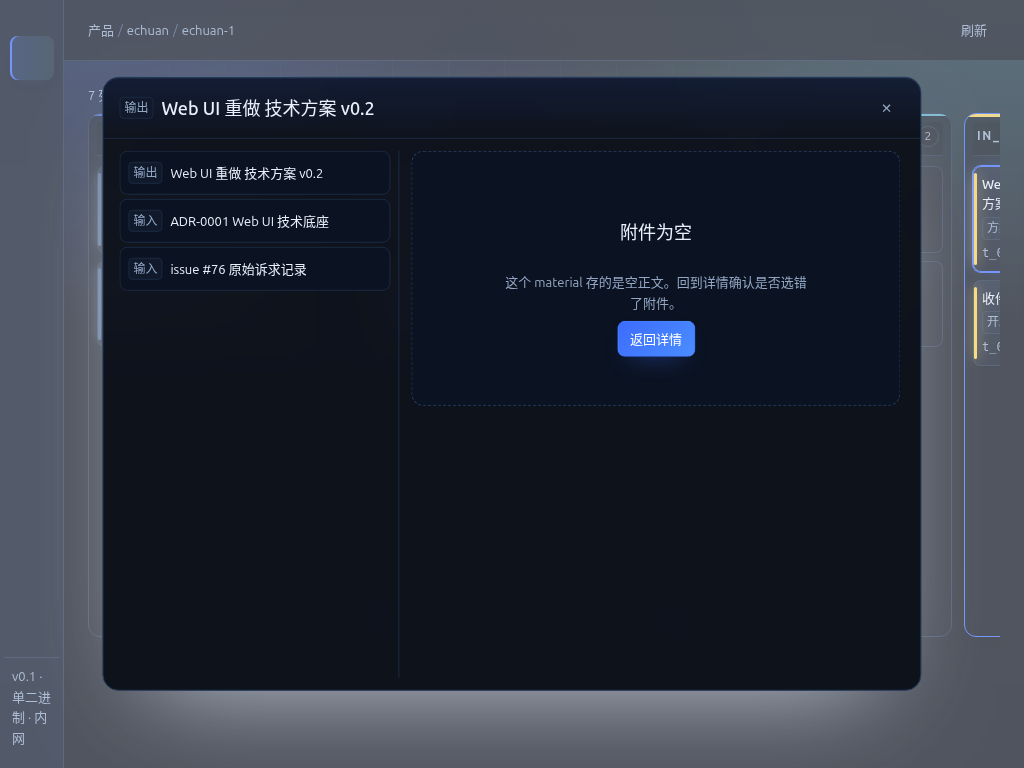 产品 / echuan / echuan-1
刷新
7
2
IN_
We
方案
t_
t_
v0.1 ·
单二进
制 · 内
网
输出 Web UI 重做 技术方案 v0.2
×
输出 Web UI 重做 技术方案 v0.2
输入 ADR-0001 Web UI 技术底座
输入 issue #76 原始诉求记录
附件为空
这个 material 存的是空正文。回到详情确认是否选错
了附件。
返回详情